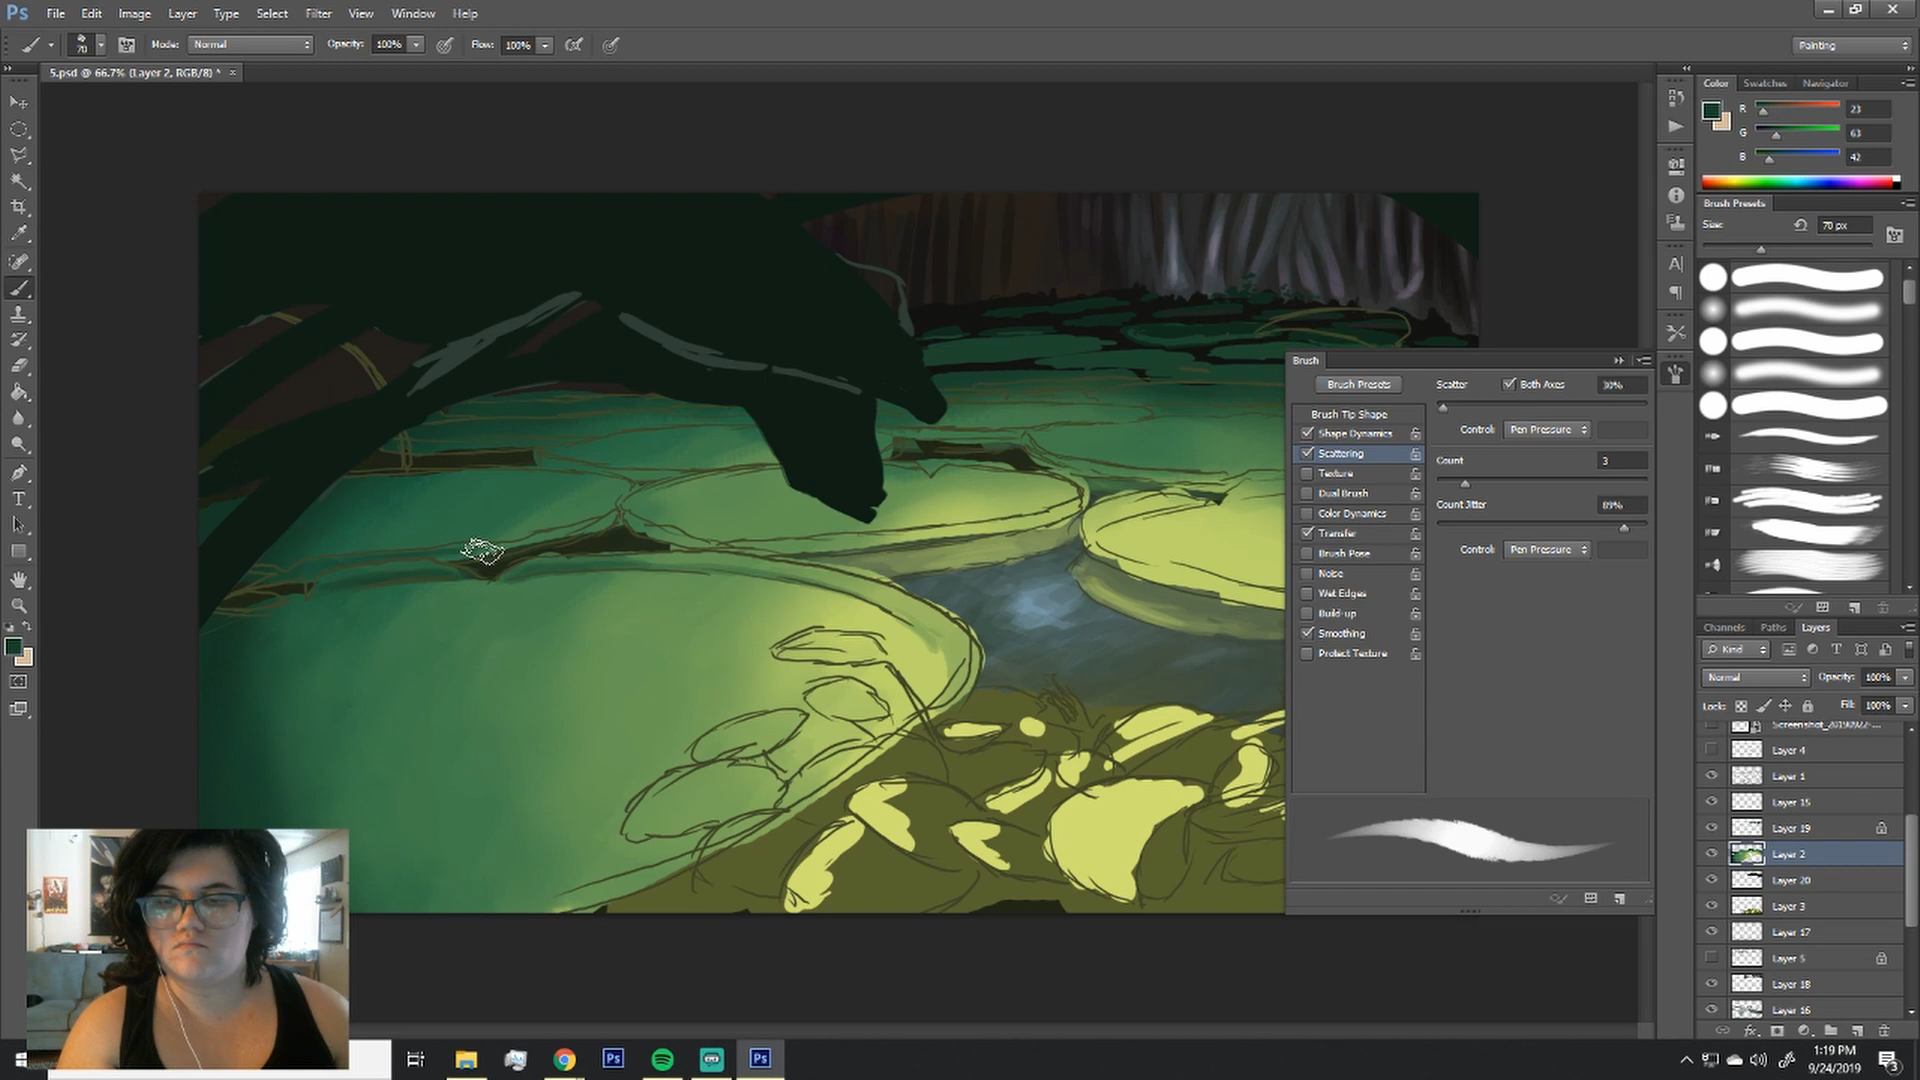 Ps File Edit Image Layer Type Select Filter View Window Help
70 Mode: Normal Opacity: 100% Flow: 100% Painting
5.psd @ 66.7% (Layer 2, RGB/8) * ×
Color Swatches Navigator
R 23
G 63
B 42
Brush Presets
Size: 70 px
Brush
Brush Presets Scatter Both Axes 30%
Brush Tip Shape
Shape Dynamics Control: Pen Pressure
Scattering Count 3
Texture
Dual Brush Count Jitter 89%
Color Dynamics
Transfer
Brush Pose Control: Pen Pressure
Noise
Wet Edges
Build-up
Smoothing
Protect Texture
Channels Paths Layers
Kind
Normal Opacity: 100%
Lock: Fill: 100%
Screenshot_20190922-...
Layer 4
Layer 1
Layer 15
Layer 19
Layer 2
Layer 20
Layer 3
Layer 17
Layer 5
Layer 18
Layer 16
1:19 PM
9/24/2019
3